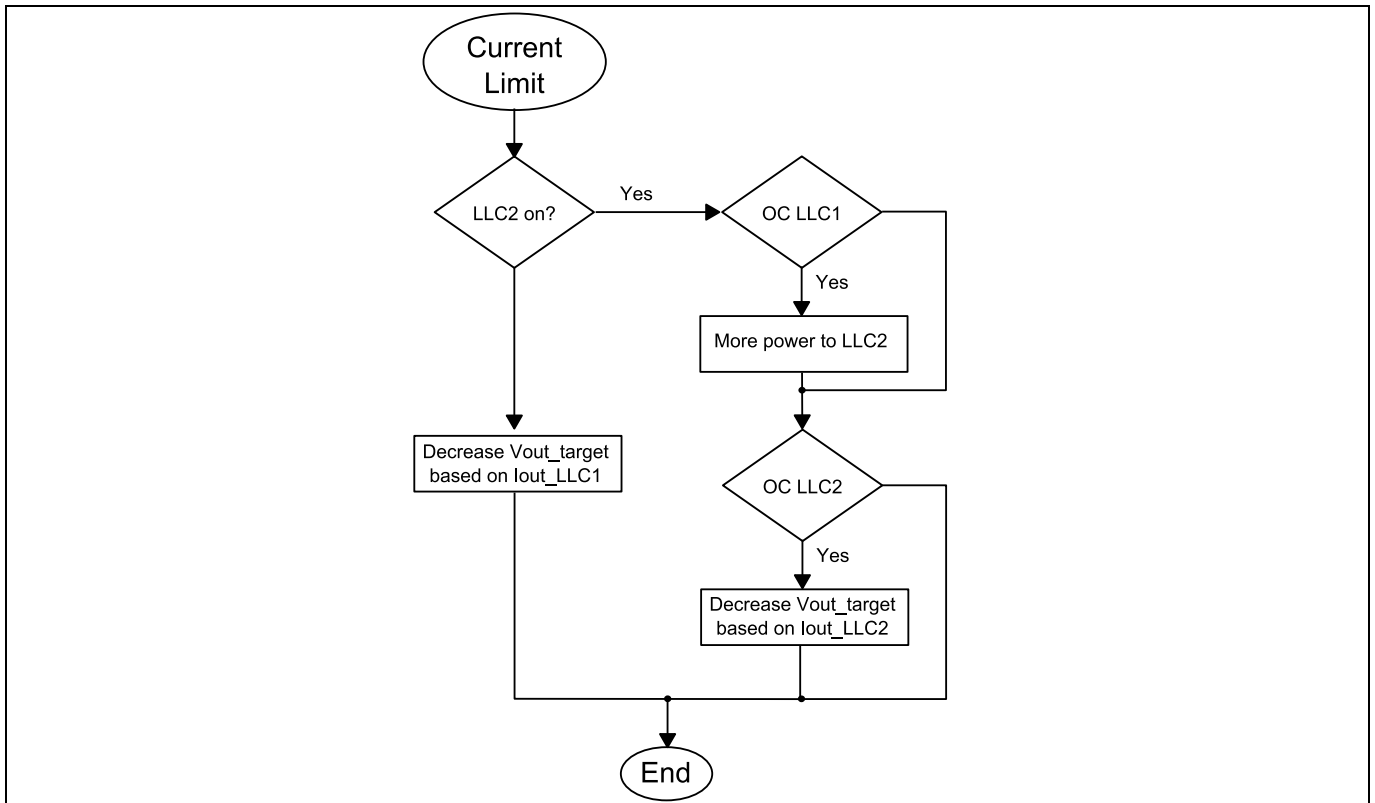 Current
Limit
LLC2 on?
Yes
OC LLC1
Yes
More power to LLC2
Decrease Vout_target
based on Iout_LLC1
OC LLC2
Yes
Decrease Vout_target
based on Iout_LLC2
End